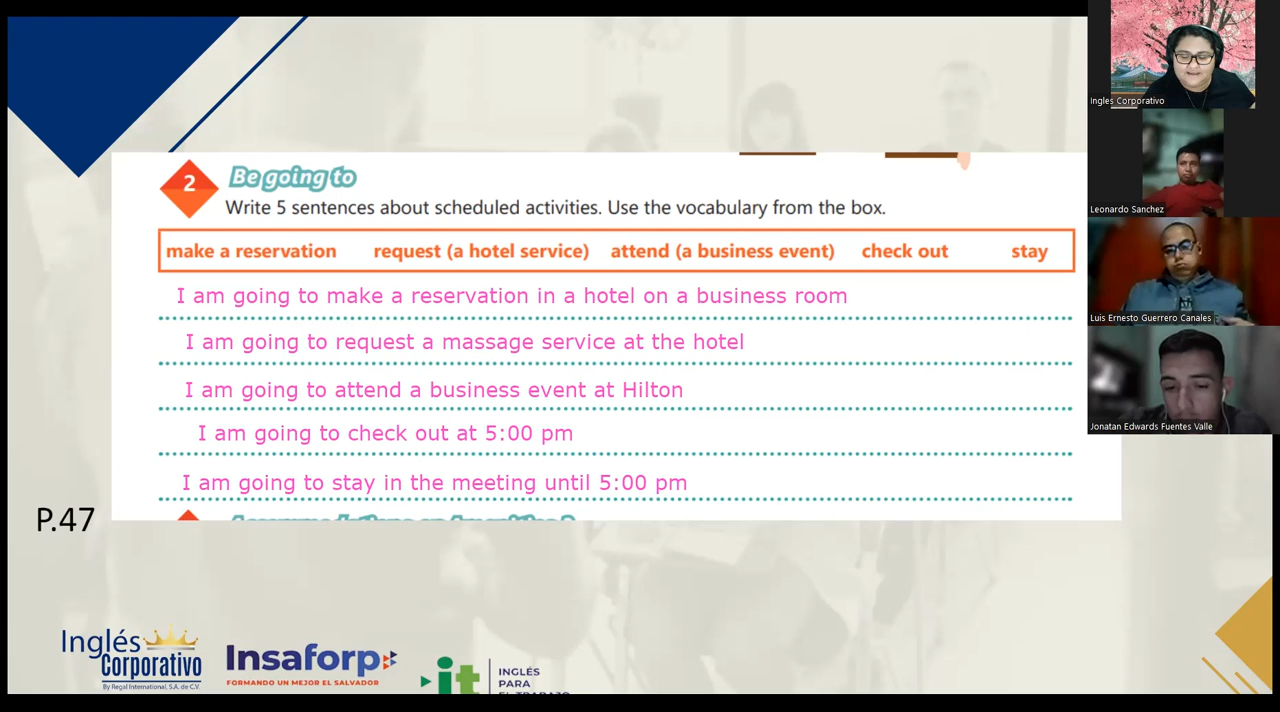 2
Be going to
Write 5 sentences about scheduled activities. Use the vocabulary from the box.
make a reservation request (a hotel service) attend (a business event) check out stay
I am going to make a reservation in a hotel on a business room
I am going to request a massage service at the hotel
I am going to attend a business event at Hilton
I am going to check out at 5:00 pm
I am going to stay in the meeting until 5:00 pm
P.47
Inglés
Corporativo
By Regal International, S.A. de C.V.
Insaforp
FORMANDO UN MEJOR EL SALVADOR
it
INGLÉS
PARA
EL TRABAJO
Ingles Corporativo
Leonardo Sanchez
Luis Ernesto Guerrero Canales
Jonatan Edwards Fuentes Valle